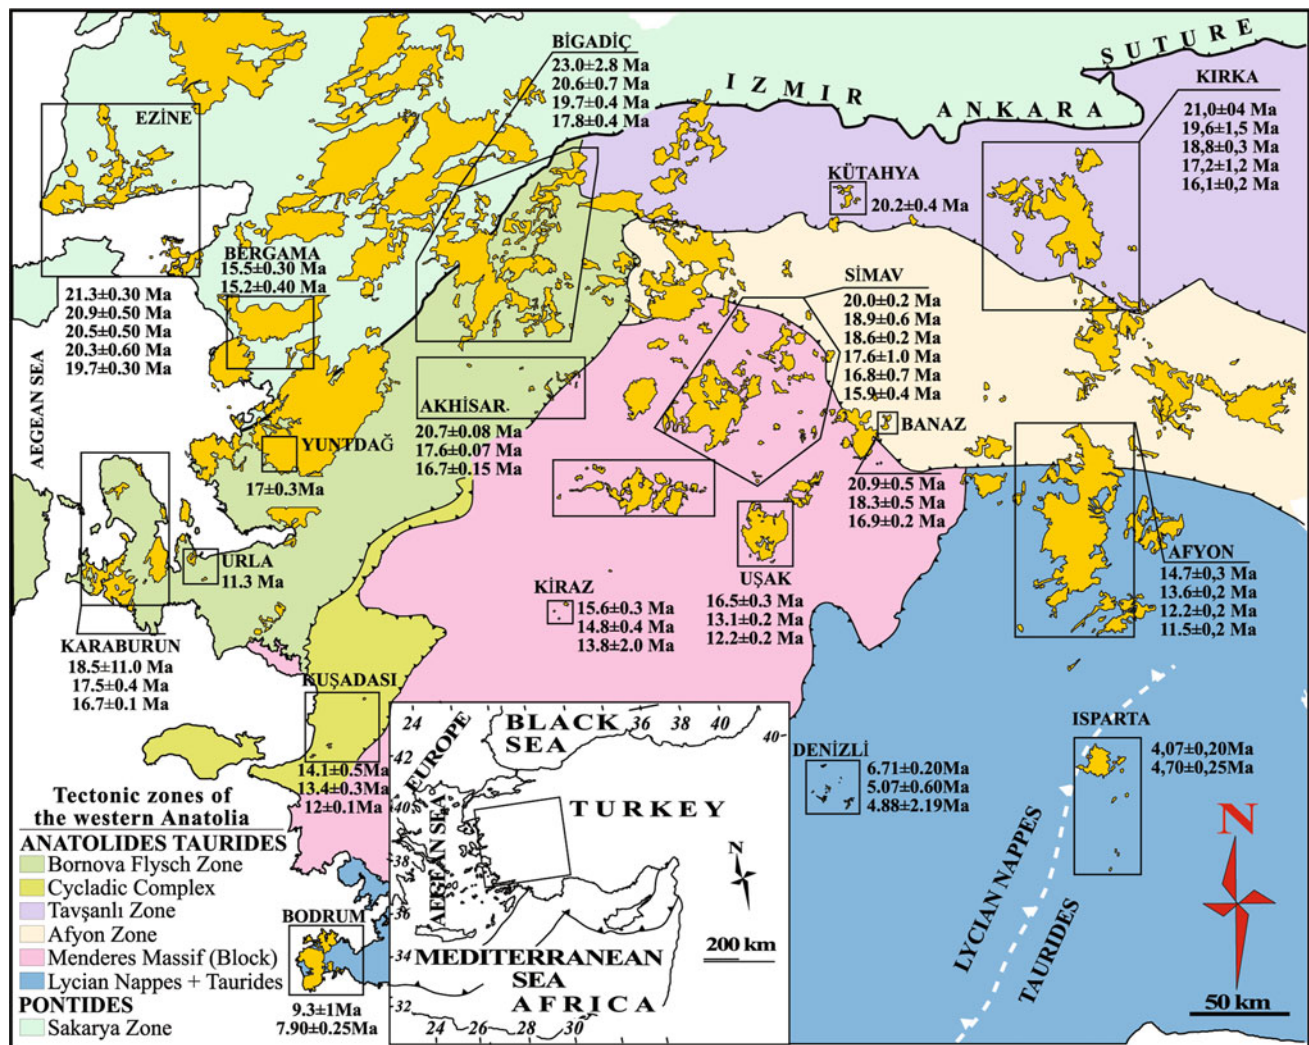 BİGADİÇ
23.0±2.8 Ma
20.6±0.7 Ma
19.7±0.4 Ma
17.8±0.4 Ma
IZMIR ANKARA SUTURE
KIRKA
21,0±04 Ma
19,6±1,5 Ma
18,8±0,3 Ma
17,2±1,2 Ma
16,1±0,2 Ma
EZİNE
21.3±0.30 Ma
20.9±0.50 Ma
20.5±0.50 Ma
20.3±0.60 Ma
19.7±0.30 Ma
KÜTAHYA
20.2±0.4 Ma
BERGAMA
15.5±0.30 Ma
15.2±0.40 Ma
SİMAV
20.0±0.2 Ma
18.9±0.6 Ma
18.6±0.2 Ma
17.6±1.0 Ma
16.8±0.7 Ma
15.9±0.4 Ma
AEGEAN SEA
AKHİSAR
20.7±0.08 Ma
17.6±0.07 Ma
16.7±0.15 Ma
BANAZ
20.9±0.5 Ma
18.3±0.5 Ma
16.9±0.2 Ma
YUNTDAĞ
17±0.3Ma
URLA
11.3 Ma
KARABURUN
18.5±11.0 Ma
17.5±0.4 Ma
16.7±0.1 Ma
KİRAZ
15.6±0.3 Ma
14.8±0.4 Ma
13.8±2.0 Ma
UŞAK
16.5±0.3 Ma
13.1±0.2 Ma
12.2±0.2 Ma
AFYON
14.7±0,3 Ma
13.6±0,2 Ma
12.2±0,2 Ma
11.5±0,2 Ma
KUŞADASI
14.1±0.5Ma
13.4±0.3Ma
12±0.1Ma
DENİZLİ
6.71±0.20Ma
5.07±0.60Ma
4.88±2.19Ma
ISPARTA
4,07±0,20Ma
4,70±0,25Ma
LYCIAN NAPPES
TAURIDES
N
50 km
BODRUM
9.3±1Ma
7.90±0.25Ma
Tectonic zones of
the western Anatolia
ANATOLIDES TAURIDES
Bornova Flysch Zone
Cycladic Complex
Tavşanlı Zone
Afyon Zone
Menderes Massif (Block)
Lycian Nappes + Taurides
PONTIDES
Sakarya Zone
24
36 38 40
40
BLACK
SEA
EUROPE
42
40
38
36
34
32
TURKEY
AEGEAN SEA
N
200 km
MEDITERRANEAN
SEA
AFRICA
24 26 28 30